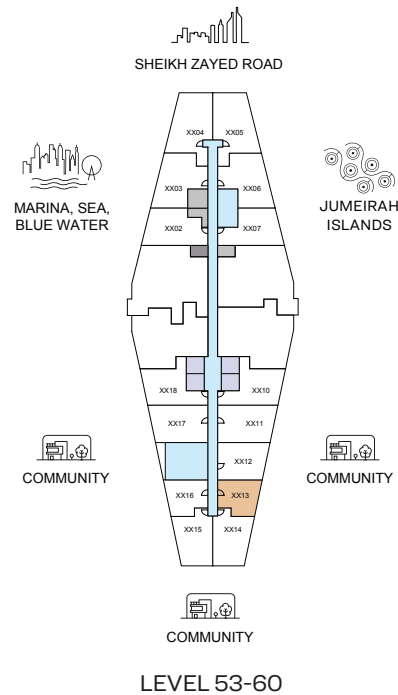 SHEIKH ZAYED ROAD
XX04 XX05
MARINA, SEA,
BLUE WATER
XX03 XX06
JUMEIRAH
ISLANDS
XX02 XX07
XX18 XX10
XX17 XX11
COMMUNITY
XX12
COMMUNITY
XX16 XX13
XX15 XX14
COMMUNITY
LEVEL 53-60